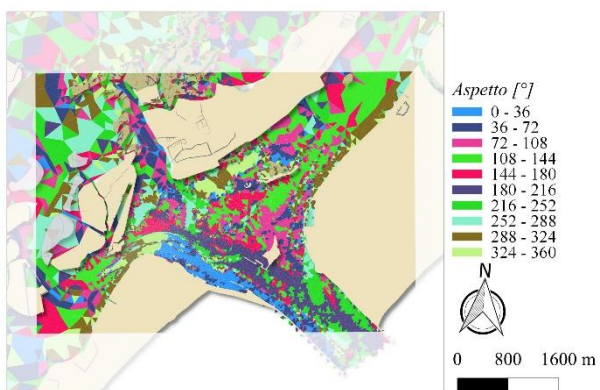 Aspetto [°]
0 - 36
36 - 72
72 - 108
108 - 144
144 - 180
180 - 216
216 - 252
252 - 288
288 - 324
324 - 360
N
0 800 1600 m